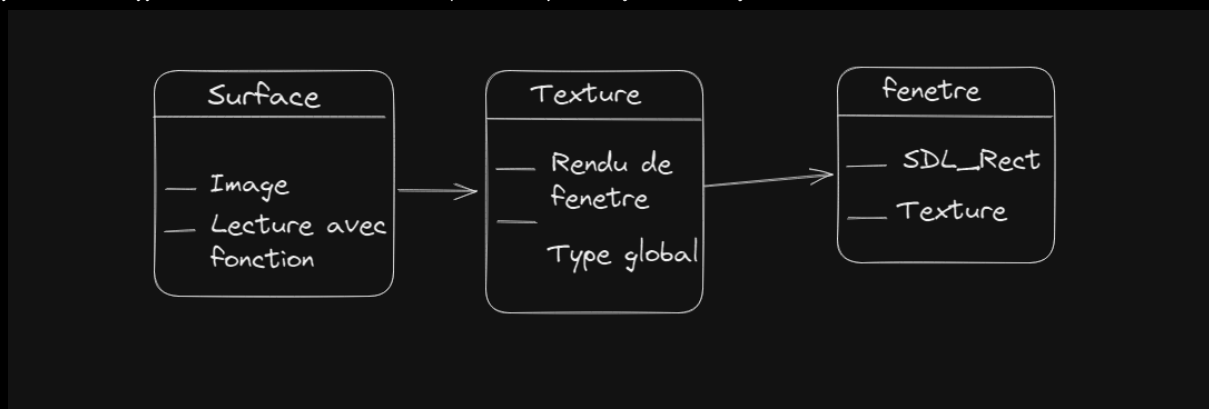 Surface
Image
Lecture avec
fonction
Texture
Rendu de
fenetre
Type global
fenetre
SDL_Rect
Texture